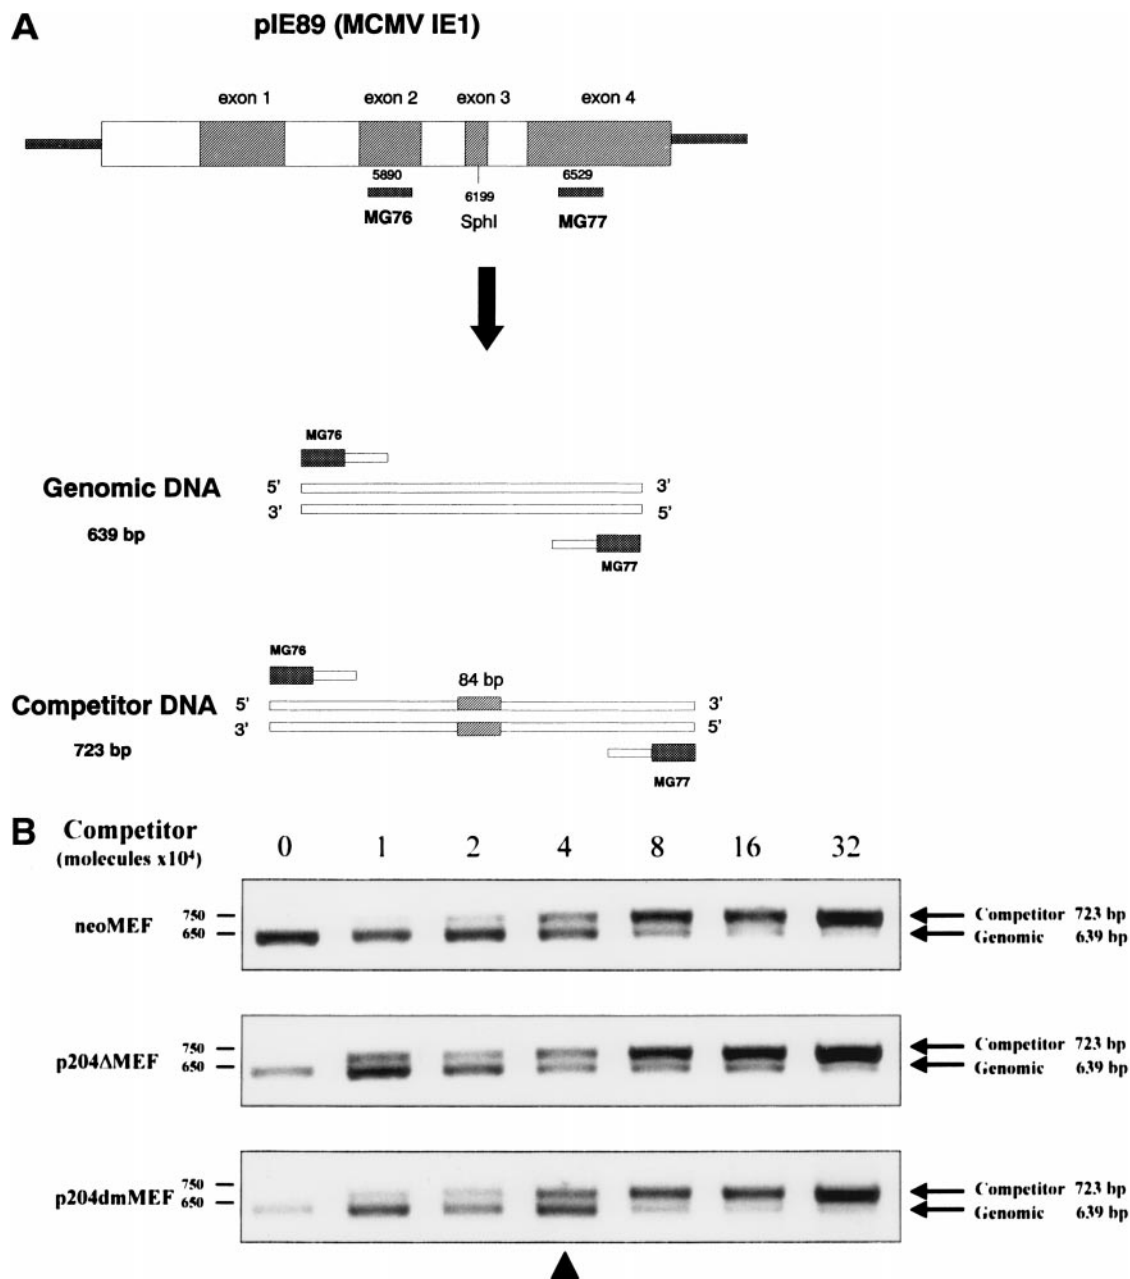 A
pIE89 (MCMV IE1)
exon 1 exon 2 exon 3 exon 4
5890 6529
6199
MG76 SphI MG77
MG76
Genomic DNA 5' 3'
3' 5'
639 bp
MG77
MG76
84 bp
Competitor DNA 5' 3'
3' 5'
723 bp
MG77
B Competitor 0 1 2 4 8 16 32
(molecules x10⁴)
750 Competitor 723 bp
neoMEF 650 Genomic 639 bp
750 Competitor 723 bp
p204ΔMEF 650 Genomic 639 bp
750 Competitor 723 bp
p204dmMEF 650 Genomic 639 bp